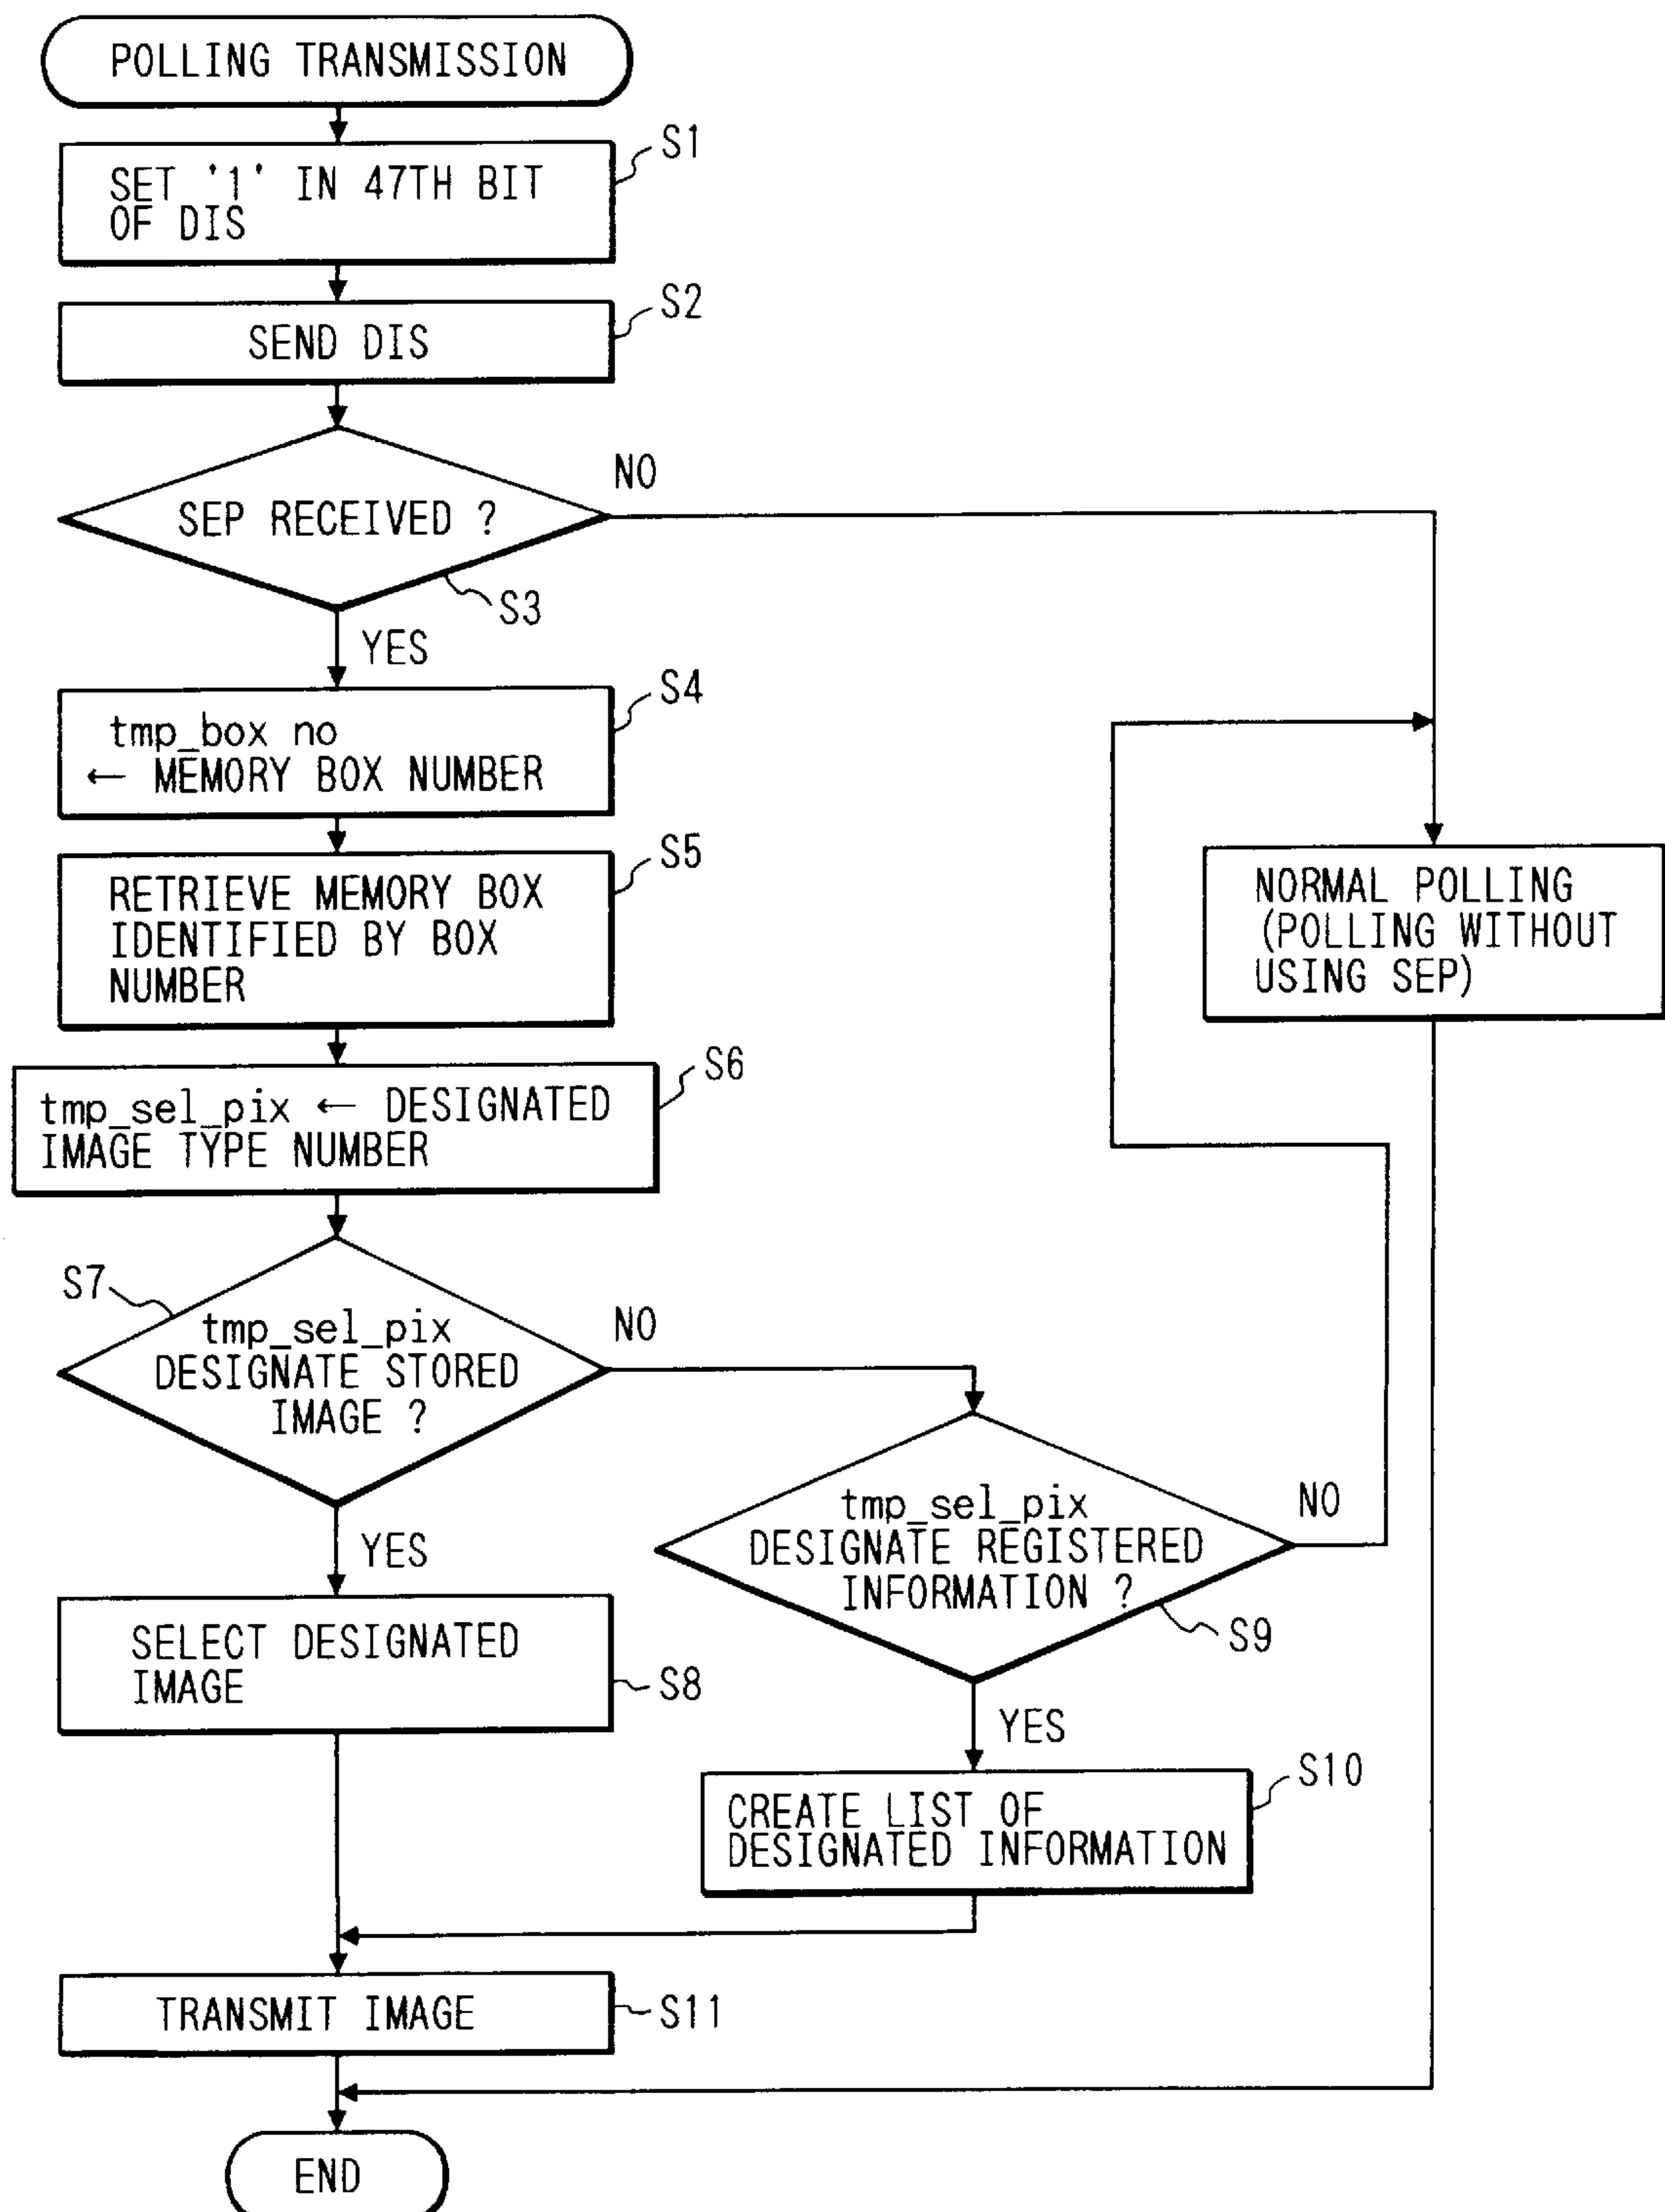 POLLING TRANSMISSION
S1
SET '1' IN 47TH BIT
OF DIS
S2
SEND DIS
NO
SEP RECEIVED ?
S3
YES
S4
tmp_box no
← MEMORY BOX NUMBER
S5
RETRIEVE MEMORY BOX
IDENTIFIED BY BOX
NUMBER
NORMAL POLLING
(POLLING WITHOUT
USING SEP)
S6
tmp_sel_pix ← DESIGNATED
IMAGE TYPE NUMBER
S7
NO
tmp_sel_pix
DESIGNATE STORED
IMAGE ?
YES
NO
tmp_sel_pix
DESIGNATE REGISTERED
INFORMATION ?
S9
SELECT DESIGNATED
IMAGE
S8
YES
S10
CREATE LIST OF
DESIGNATED INFORMATION
TRANSMIT IMAGE
S11
END